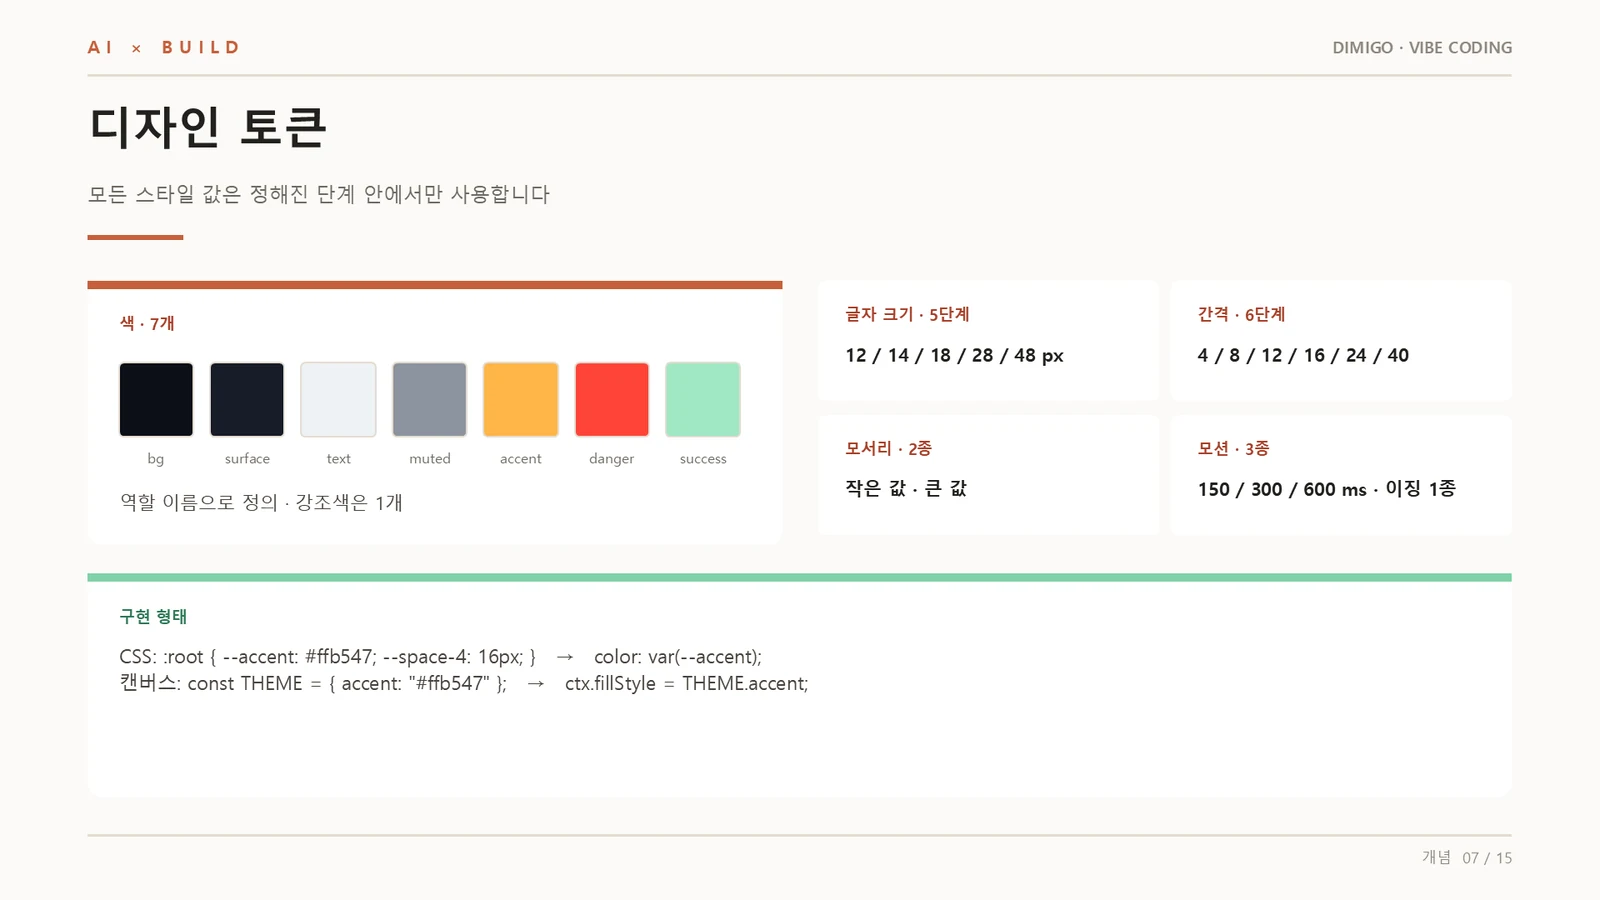 AI × BUILD
DIMIGO · VIBE CODING
디자인 토큰
모든 스타일 값은 정해진 단계 안에서만 사용합니다
색 · 7개
bg
surface
text
muted
accent
danger
success
역할 이름으로 정의 · 강조색은 1개
글자 크기 · 5단계
12 / 14 / 18 / 28 / 48 px
간격 · 6단계
4 / 8 / 12 / 16 / 24 / 40
모서리 · 2종
작은 값 · 큰 값
모션 · 3종
150 / 300 / 600 ms · 이징 1종
구현 형태
CSS: :root { --accent: #ffb547; --space-4: 16px; } → color: var(--accent);
캔버스: const THEME = { accent: "#ffb547" }; → ctx.fillStyle = THEME.accent;
개념 07 / 15